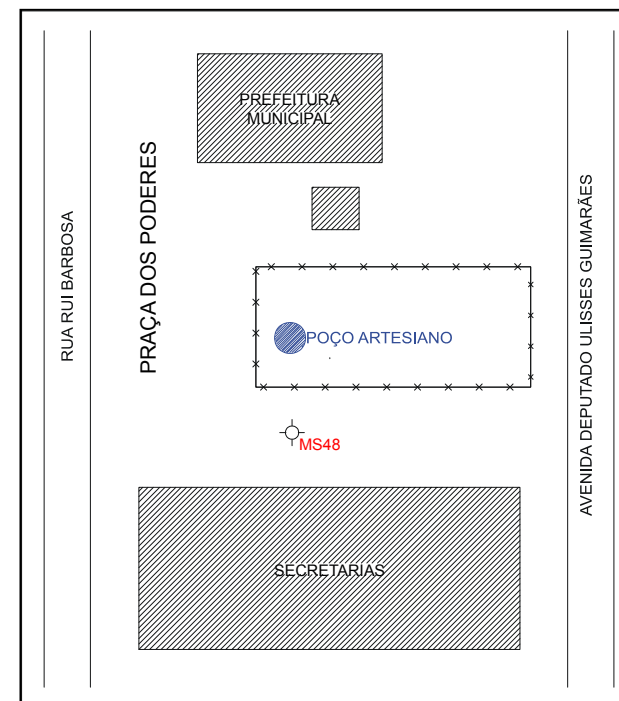 PREFEITURA
MUNICIPAL
PRAÇA DOS PODERES
RUA RUI BARBOSA
AVENIDA DEPUTADO ULISSES GUIMARÃES
POÇO ARTESIANO
MS48
SECRETARIAS